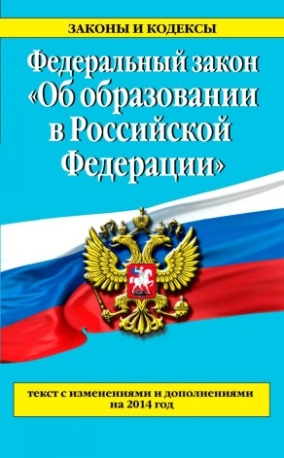 ЗАКОНЫ И КОДЕКСЫ
Федеральный закон
«Об образовании
в Российской
Федерации»
текст с изменениями и дополнениями
на 2014 год